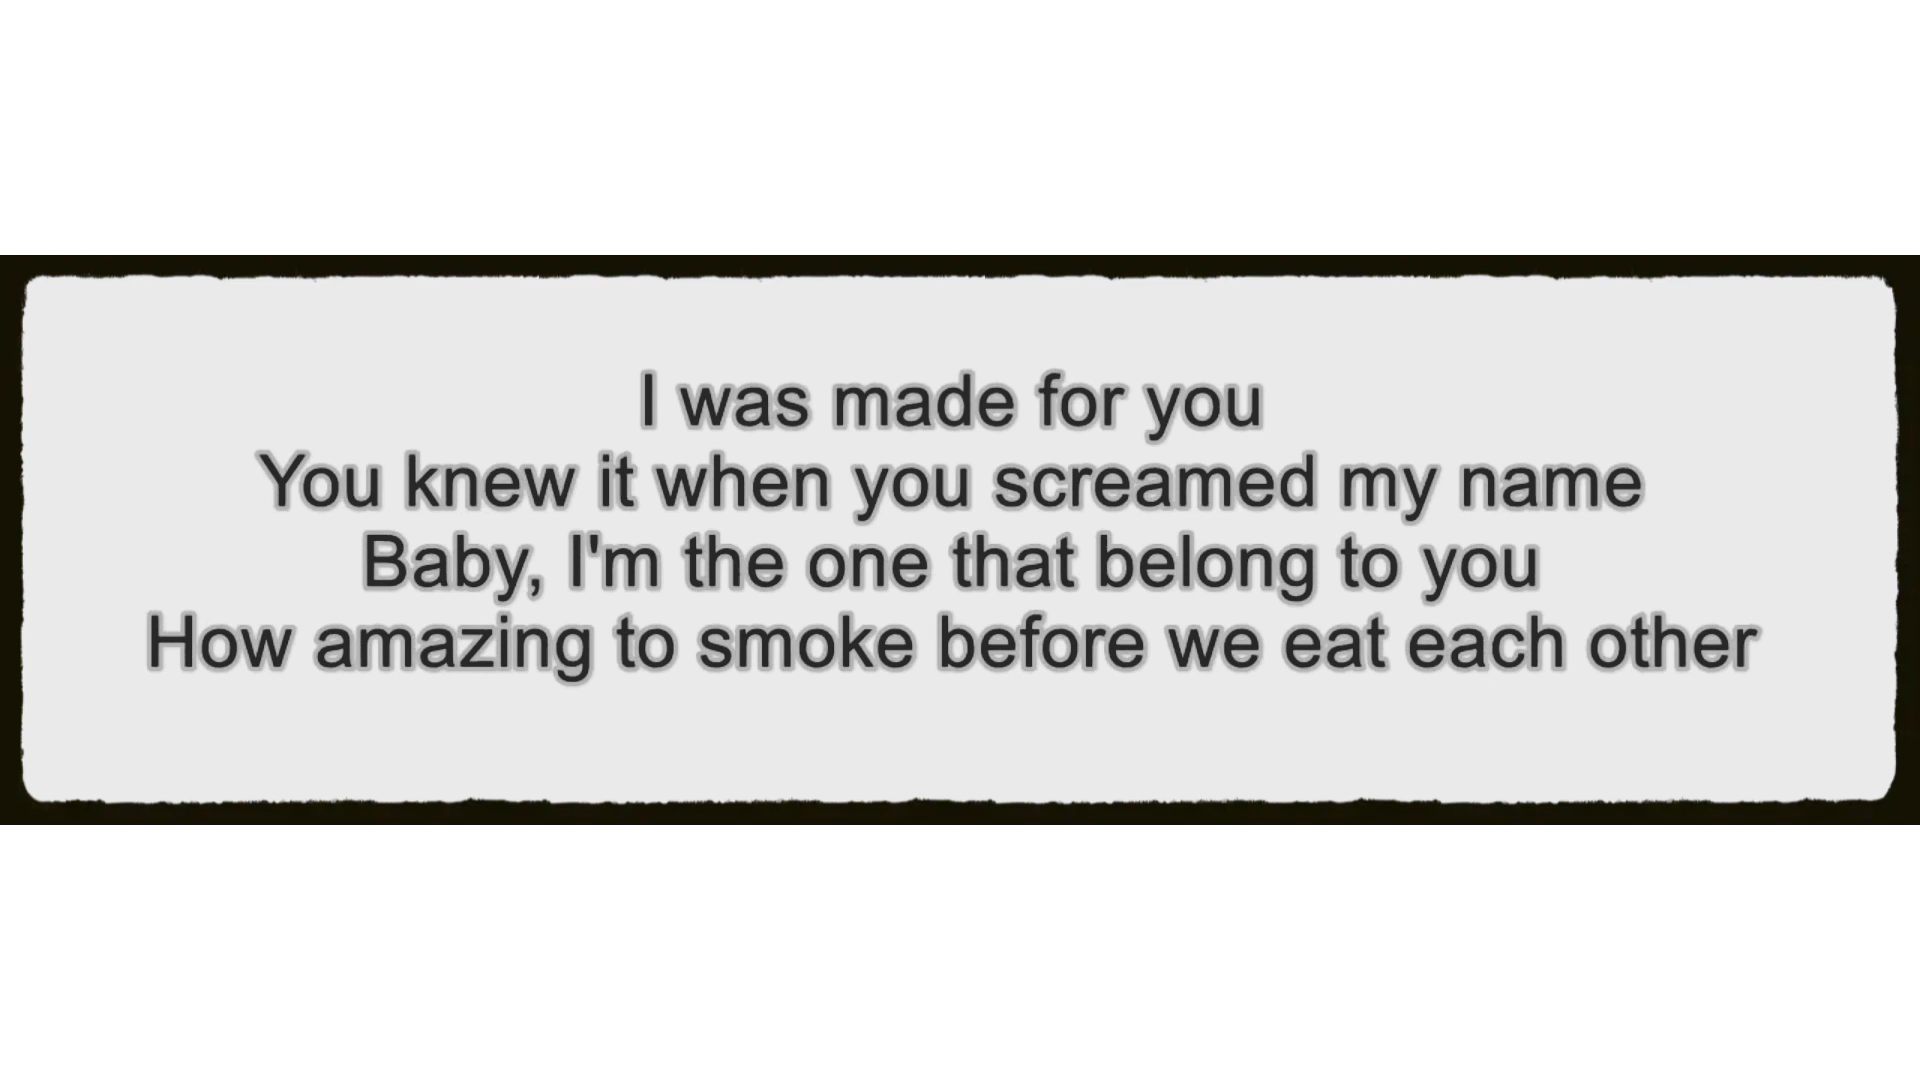 I was made for you
You knew it when you screamed my name
Baby, I'm the one that belong to you
How amazing to smoke before we eat each other